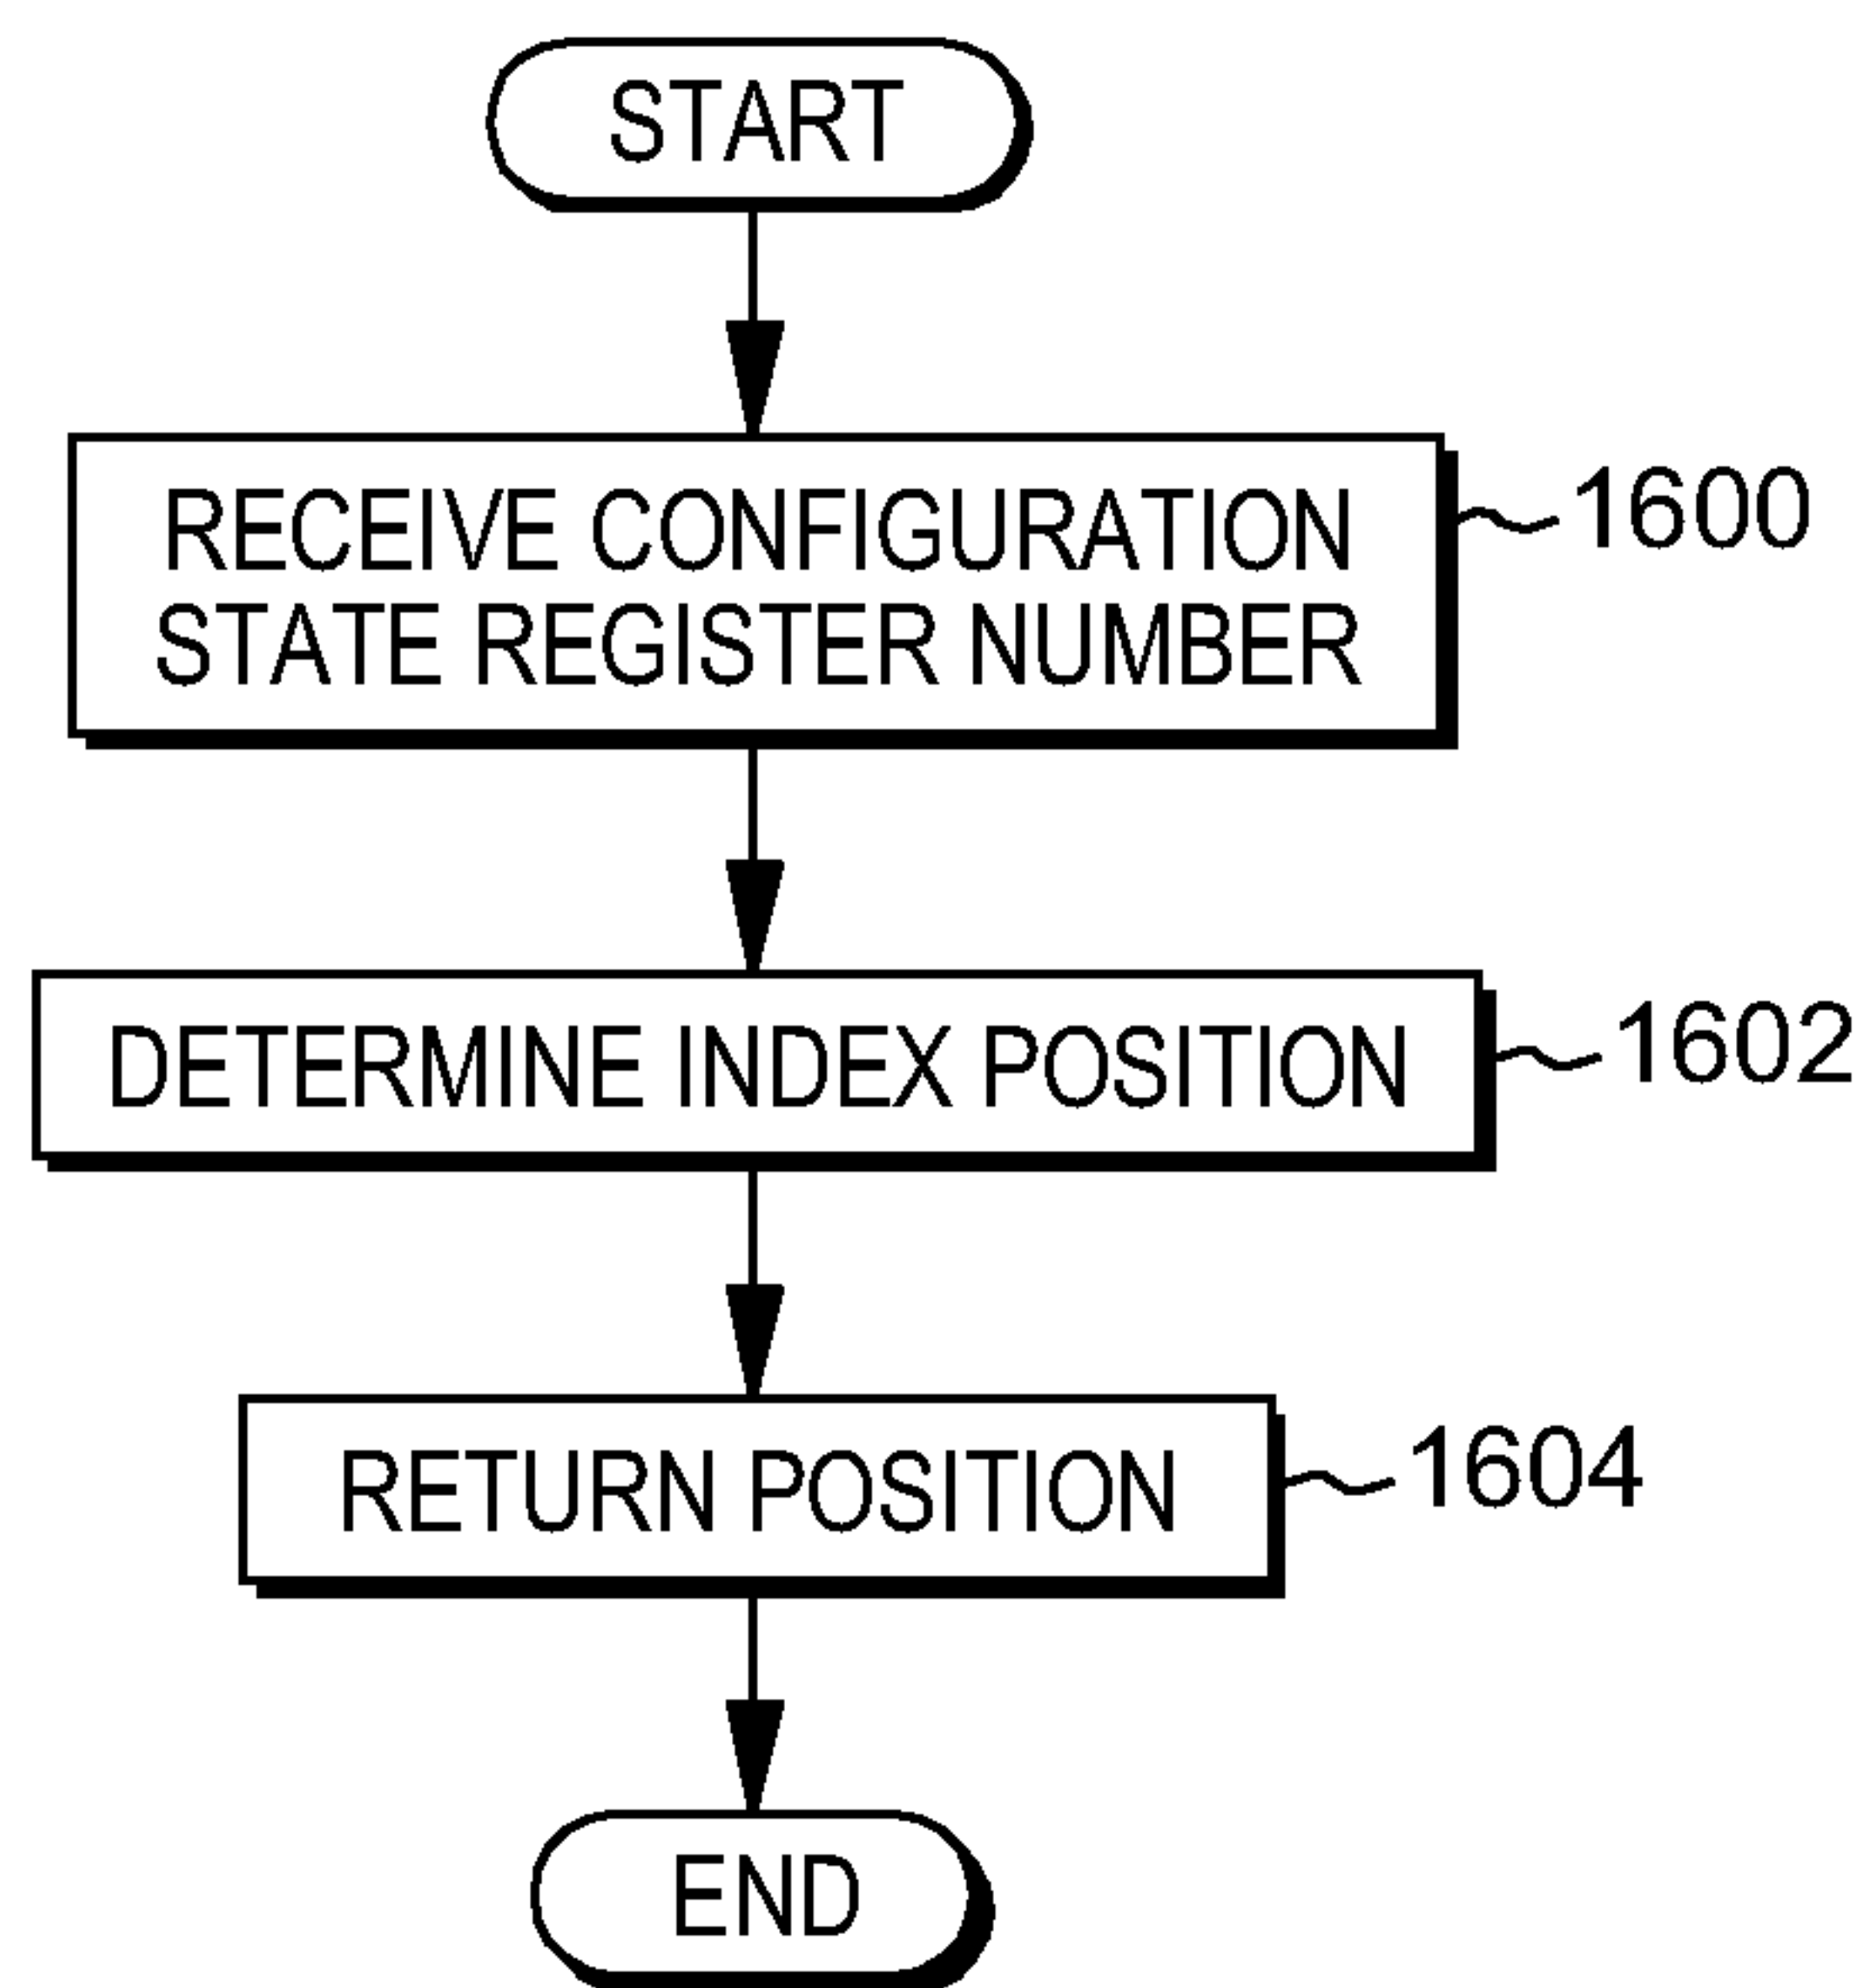 START
RECEIVE CONFIGURATION
STATE REGISTER NUMBER
1600
DETERMINE INDEX POSITION
1602
RETURN POSITION
1604
END